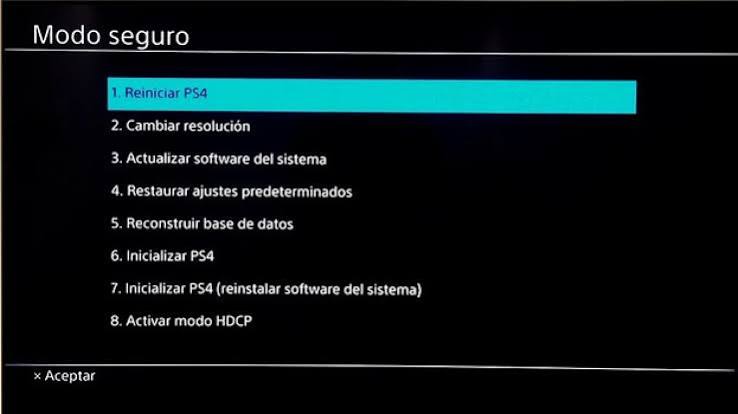 Modo seguro
1. Reiniciar PS4
2. Cambiar resolución
3. Actualizar software del sistema
4. Restaurar ajustes predeterminados
5. Reconstruir base de datos
6. Inicializar PS4
7. Inicializar PS4 (reinstalar software del sistema)
8. Activar modo HDCP
× Aceptar